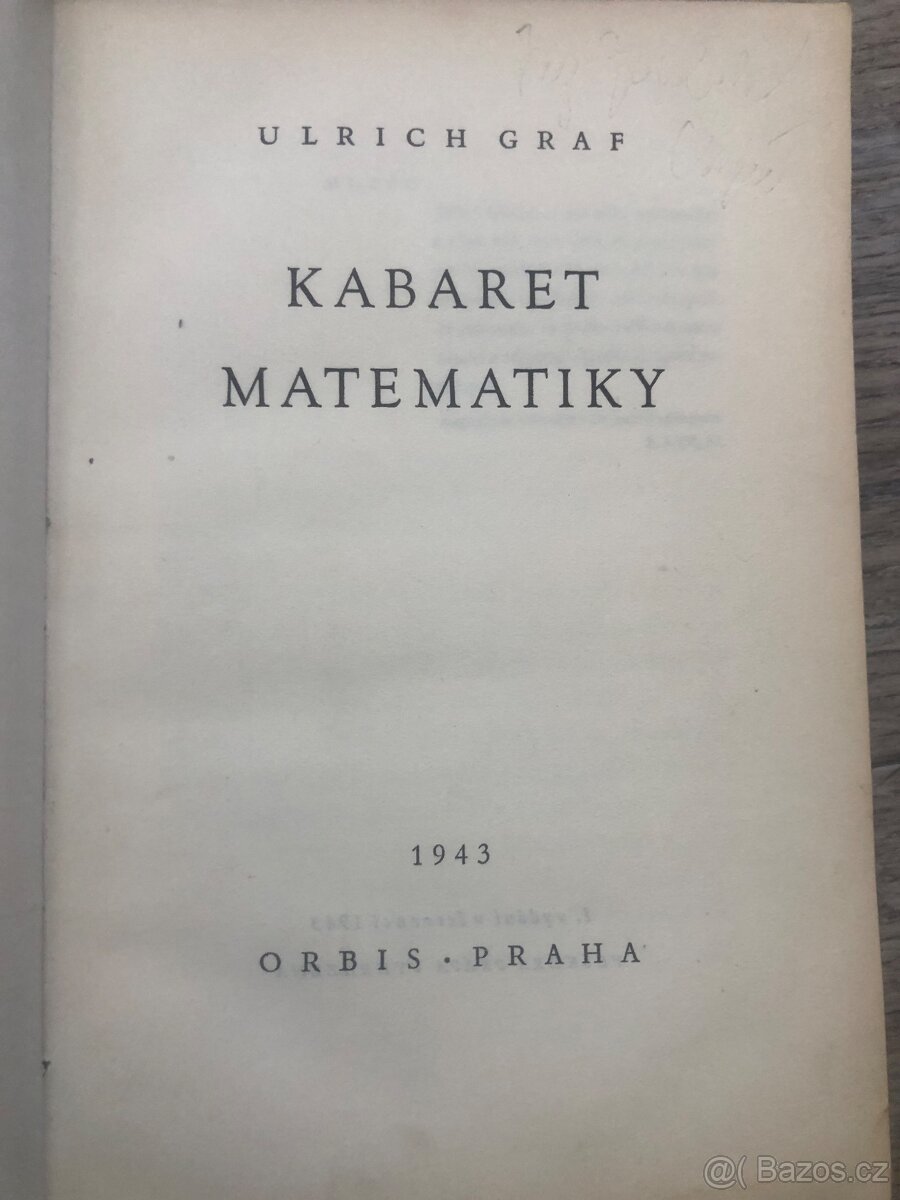 ULRICH GRAF
KABARET
MATEMATIKY
1943
ORBIS · PRAHA
@( Bazos.cz